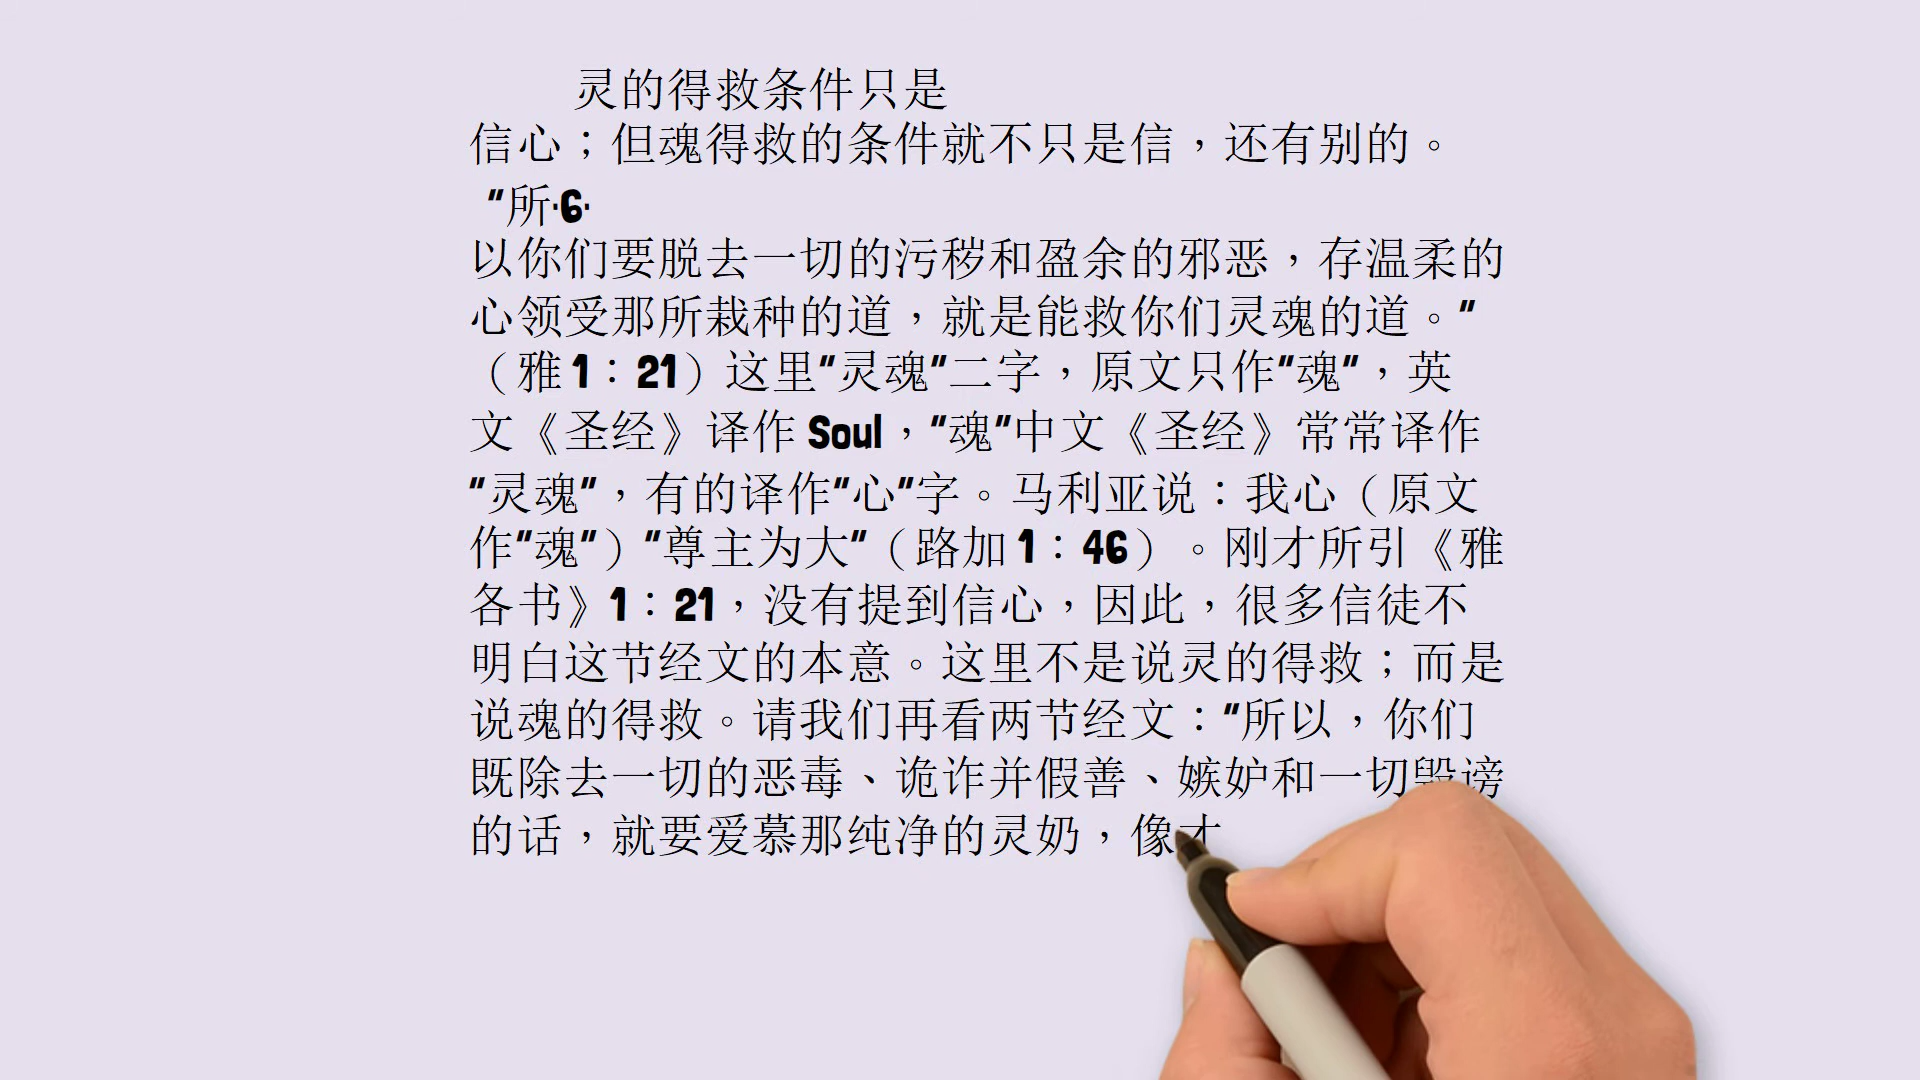 灵的得救条件只是
信心；但魂得救的条件就不只是信，还有别的。
"所·6·
以你们要脱去一切的污秽和盈余的邪恶，存温柔的
心领受那所栽种的道，就是能救你们灵魂的道。"
（雅1：21）这里"灵魂"二字，原文只作"魂"，英
文《圣经》译作 Soul，"魂"中文《圣经》常常译作
"灵魂"，有的译作"心"字。马利亚说：我心（原文
作"魂"）"尊主为大"（路加1：46）。刚才所引《雅
各书》1：21，没有提到信心，因此，很多信徒不
明白这节经文的本意。这里不是说灵的得救；而是
说魂的得救。请我们再看两节经文："所以，你们
既除去一切的恶毒、诡诈并假善、嫉妒和一切毁谤
的话，就要爱慕那纯净的灵奶，像才